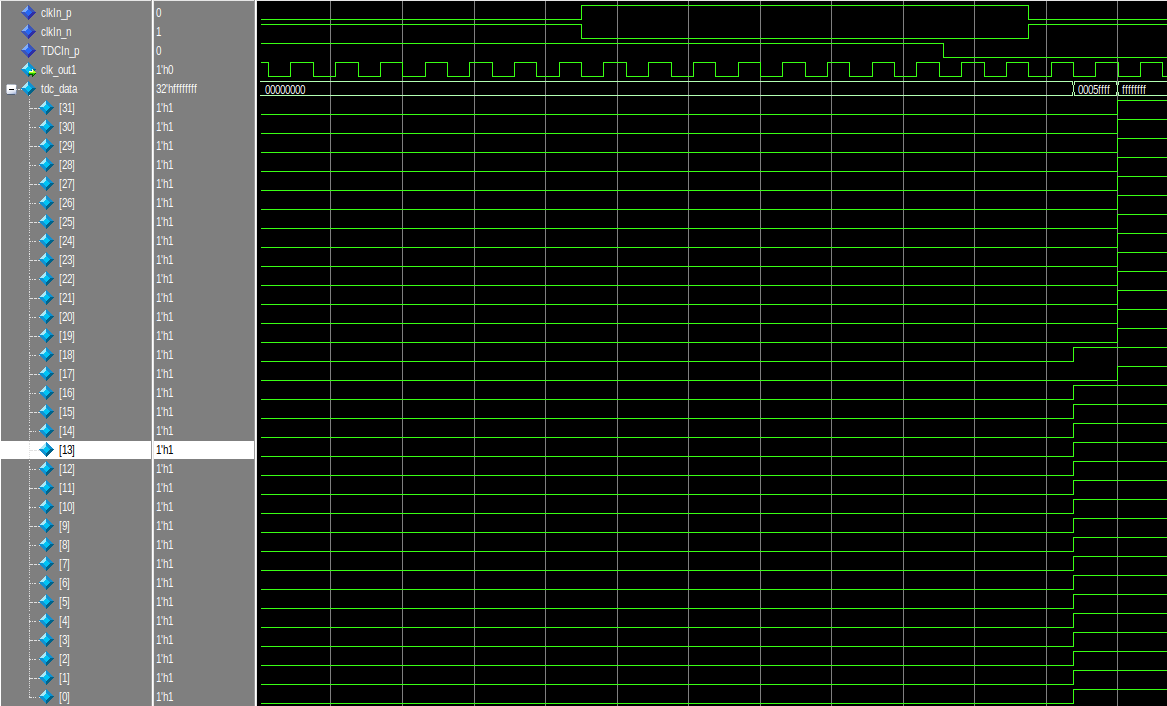 clkIn_p 0
clkIn_n 1
TDCIn_p 0
clk_out1 1'h0
tdc_data 32'hffffffff 00000000 0005ffff ffffffff
[31] 1'h1
[30] 1'h1
[29] 1'h1
[28] 1'h1
[27] 1'h1
[26] 1'h1
[25] 1'h1
[24] 1'h1
[23] 1'h1
[22] 1'h1
[21] 1'h1
[20] 1'h1
[19] 1'h1
[18] 1'h1
[17] 1'h1
[16] 1'h1
[15] 1'h1
[14] 1'h1
[13] 1'h1
[12] 1'h1
[11] 1'h1
[10] 1'h1
[9] 1'h1
[8] 1'h1
[7] 1'h1
[6] 1'h1
[5] 1'h1
[4] 1'h1
[3] 1'h1
[2] 1'h1
[1] 1'h1
[0] 1'h1